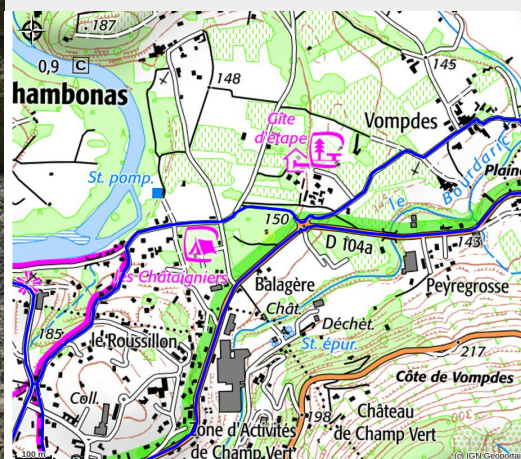 187
0,9 C
hambonas
148
145
Gîte
d'étape
Vompdes
St. pomp.
le Bourdaric
Plaine
150
D 104a
143
s-Châtaigniers
Balagère
Peyregrosse
Chât.
Déchèt.
185
le Roussillon
St. épur.
217
Côte de Vompdes
Coll.
300
198
Château
de Champ Vert
Zone d'Activités
de Champ Vert
100 m
(c) IGN Geoportail